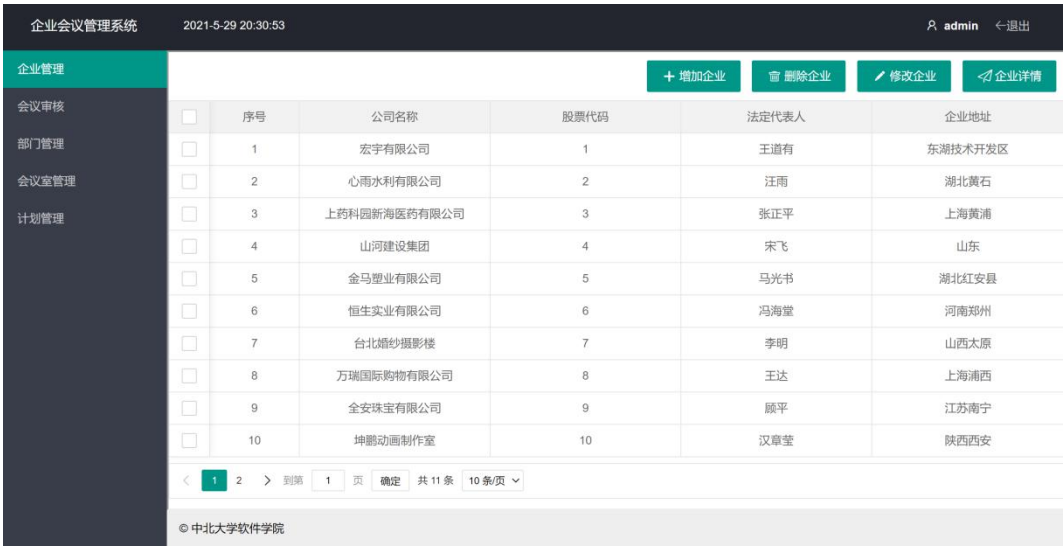 企业会议管理系统 2021-5-29 20:30:53 admin 退出
企业管理
会议审核
部门管理
会议室管理
计划管理
增加企业 删除企业 修改企业 企业详情
序号 公司名称 股票代码 法定代表人 企业地址
1 宏宇有限公司 1 王道有 东湖技术开发区
2 心雨水利有限公司 2 汪雨 湖北黄石
3 上药科园新海医药有限公司 3 张正平 上海黄浦
4 山河建设集团 4 宋飞 山东
5 金马塑业有限公司 5 马光书 湖北红安县
6 恒生实业有限公司 6 冯海堂 河南郑州
7 台北婚纱摄影楼 7 李明 山西太原
8 万瑞国际购物有限公司 8 王达 上海浦西
9 全安珠宝有限公司 9 顾平 江苏南宁
10 坤鹏动画制作室 10 汉章莹 陕西西安
1 2 到第 1 页 确定 共 11 条 10 条/页
© 中北大学软件学院